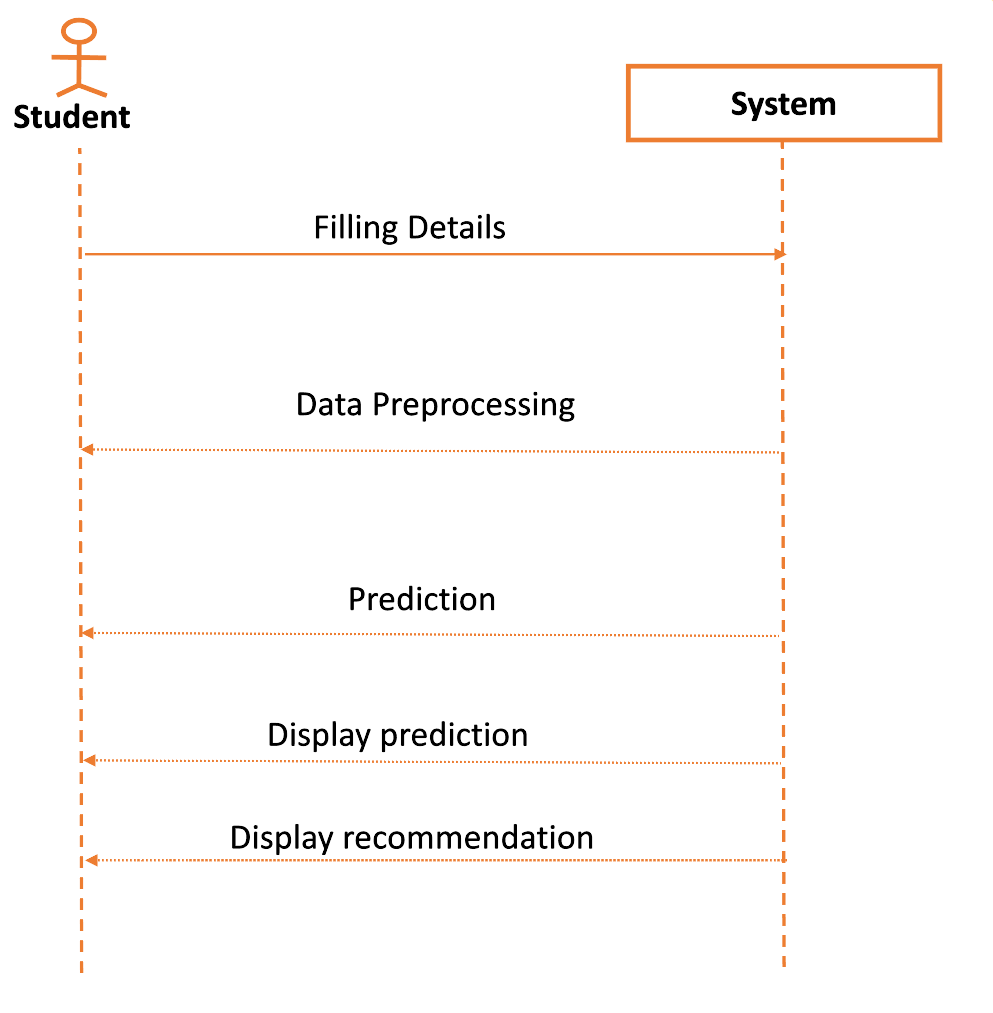 Student
System
Filling Details
Data Preprocessing
Prediction
Display prediction
Display recommendation